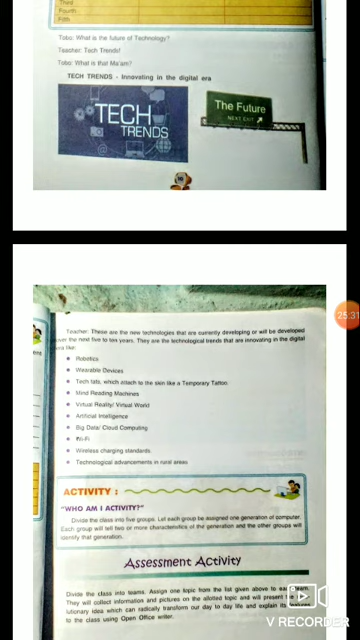 Third
Fourth
Fifth
Tobo: What is the future of Technology?
Teacher: Tech Trends!
Tobo: What is that Ma'am?
TECH TRENDS - Innovating in the digital era
TECH
TRENDS
The Future
NEXT EXIT
Teacher: These are the new technologies that are currently developing or will be developed
over the next five to ten years. They are the technological trends that are innovating in the digital
like:
Robotics
Wearable Devices
Tech tats, which attach to the skin like a Temporary Tattoo
Mind Reading Machines
Virtual Reality/ Virtual World
Artificial Intelligence
Big Data/ Cloud Computing
Wi-Fi
Wireless charging standards
Technological advancements in rural areas
ACTIVITY :
"WHO AM I ACTIVITY?"
Divide the class into five groups. Let each group be assigned one generation of computer.
Each group will tell two or more characteristics of the generation and the other groups will
identify that generation.
Assessment Activity
Divide the class into teams. Assign one topic from the list given above to each team.
They will collect information and pictures on the allotted topic and will present the
lutionary idea which can radically transform our day to day life and explain its features
to the class using Open Office writer.
25:31
V RECORDER